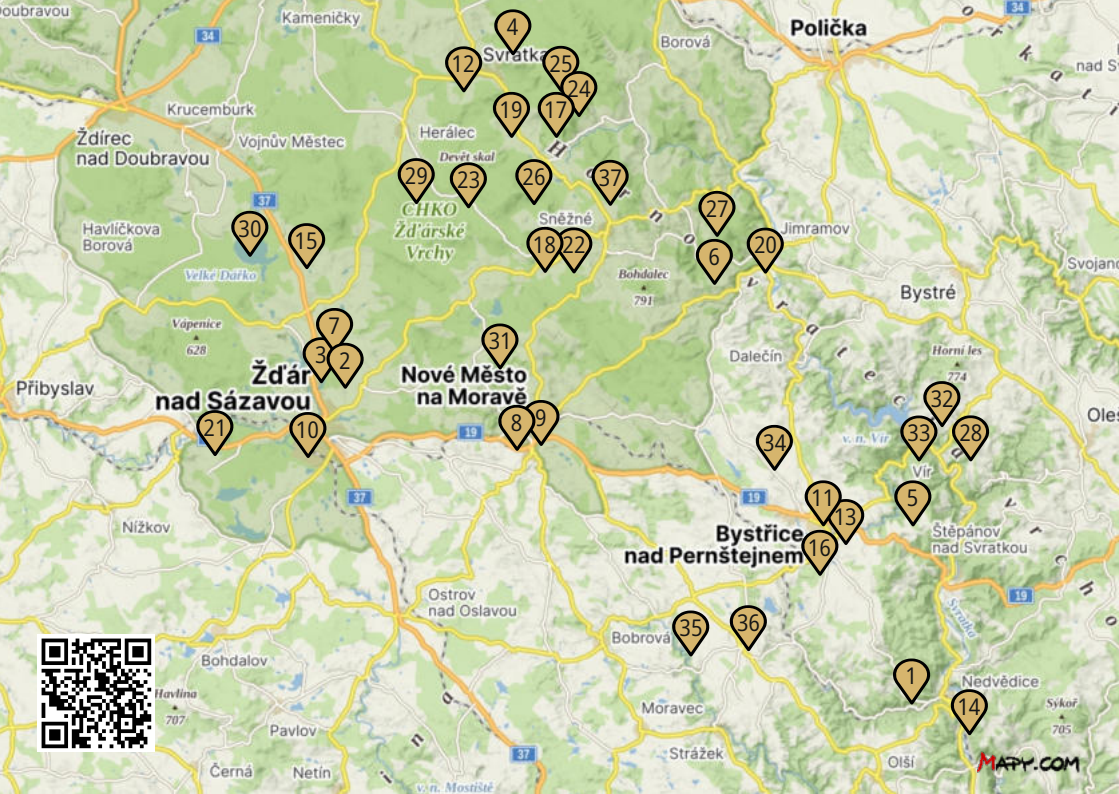 oubravou
Kameničky
34
34
Borová
Polička
4
Svratka
12
25
24
nad Sv
19
17
Krucemburk
Ždírec
nad Doubravou
Vojnův Městec
Herálec
Devět skal
H o r n o s v r a t e c k á v r c h o
29
23
26
37
37
CHKO
Žďárské
Vrchy
27
Havlíčkova
Borová
30
15
Sněžné
18
22
6
20
Jimramov
Velké Dářko
Bohdalec
791
Svojano
Bystré
7
Vápenice
628
3
2
31
Dalečín
Horní les
774
Žďár
nad Sázavou
Nové Město
na Moravě
Přibyslav
32
Oleš
21
10
19
8
9
v. n. Vír
33
28
34
Vír
37
19
11
13
5
Nížkov
Bystřice
nad Pernštejnem
16
Štěpánov
nad Svratkou
Ostrov
nad Oslavou
19
Svratka
Bobrová
35
36
Bohdalov
1
Nedvědice
Havlina
707
14
Sýkoř
705
Moravec
Pavlov
Strážek
37
Olší
Černá
Netín
v. n. Mostiště
MAPY.COM